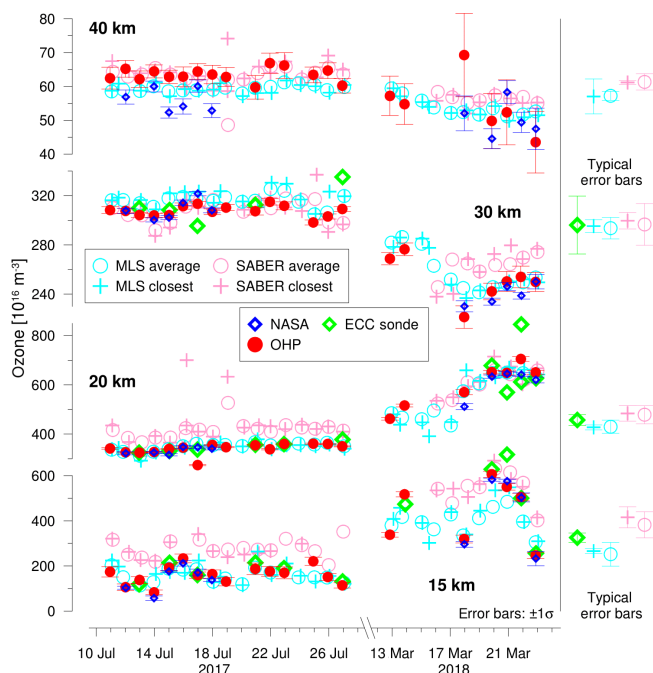 80
40 km
70
60
50
40
Typical
error bars
340
310
30 km
280
MLS average
SABER average
MLS closest
SABER closest
240
Ozone [10¹⁶ m⁻³]
NASA
ECC sonde
OHP
800
20 km
600
400
600
400
200
15 km
Error bars: ±1σ
0
Typical
error bars
10 Jul
14 Jul
18 Jul
22 Jul
26 Jul
13 Mar
17 Mar
21 Mar
2017
2018